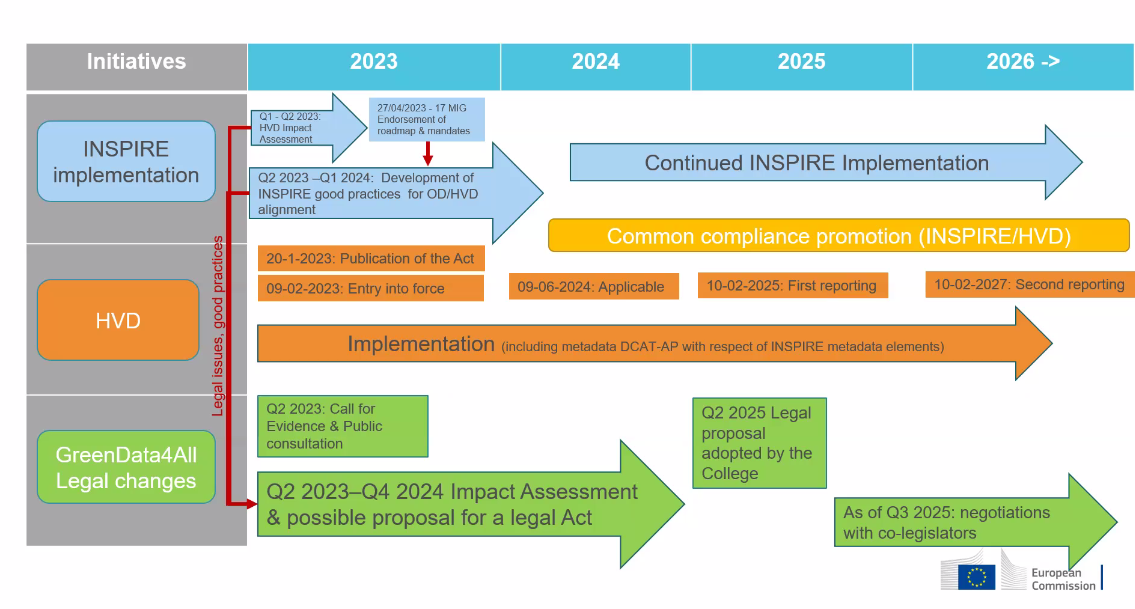 Initiatives
2023
2024
2025
2026 ->
INSPIRE
implementation
Q1 - Q2 2023:
HVD Impact
Assessment
27/04/2023 - 17 MIG
Endorsement of
roadmap & mandates
Q2 2023 –Q1 2024: Development of
INSPIRE good practices for OD/HVD
alignment
Continued INSPIRE Implementation
Common compliance promotion (INSPIRE/HVD)
Legal issues, good practices
HVD
20-1-2023: Publication of the Act
09-02-2023: Entry into force
09-06-2024: Applicable
10-02-2025: First reporting
10-02-2027: Second reporting
Implementation (including metadata DCAT-AP with respect of INSPIRE metadata elements)
GreenData4All
Legal changes
Q2 2023: Call for
Evidence & Public
consultation
Q2 2023–Q4 2024 Impact Assessment
& possible proposal for a legal Act
Q2 2025 Legal
proposal
adopted by the
College
As of Q3 2025: negotiations
with co-legislators
European
Commission